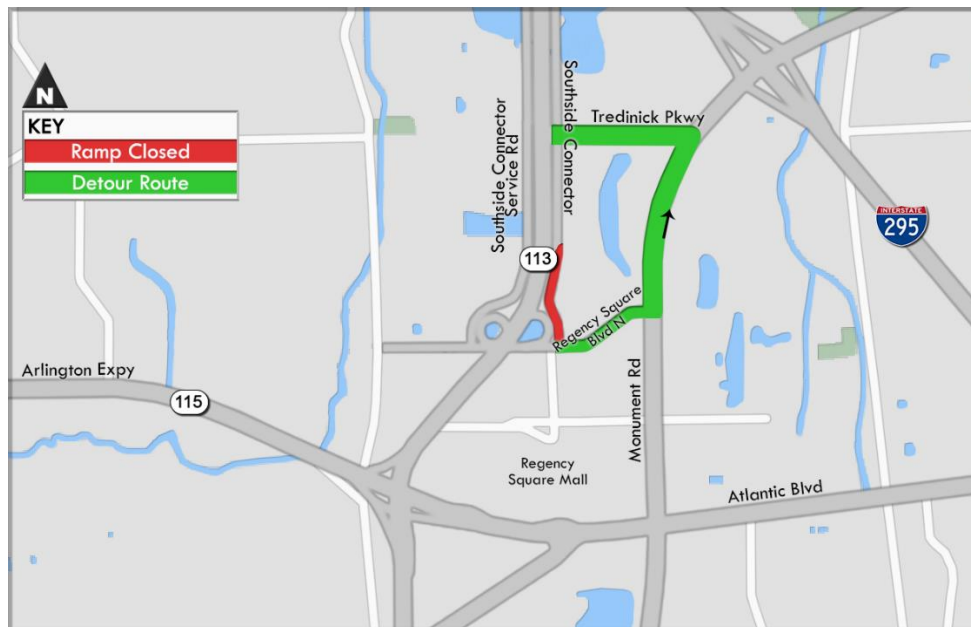 N
KEY
Ramp Closed
Detour Route
Southside Connector
Service Rd
Southside Connector
Tredinick Pkwy
INTERSTATE
295
113
Regency Square
Blvd N
Arlington Expy
115
Monument Rd
Regency
Square Mall
Atlantic Blvd